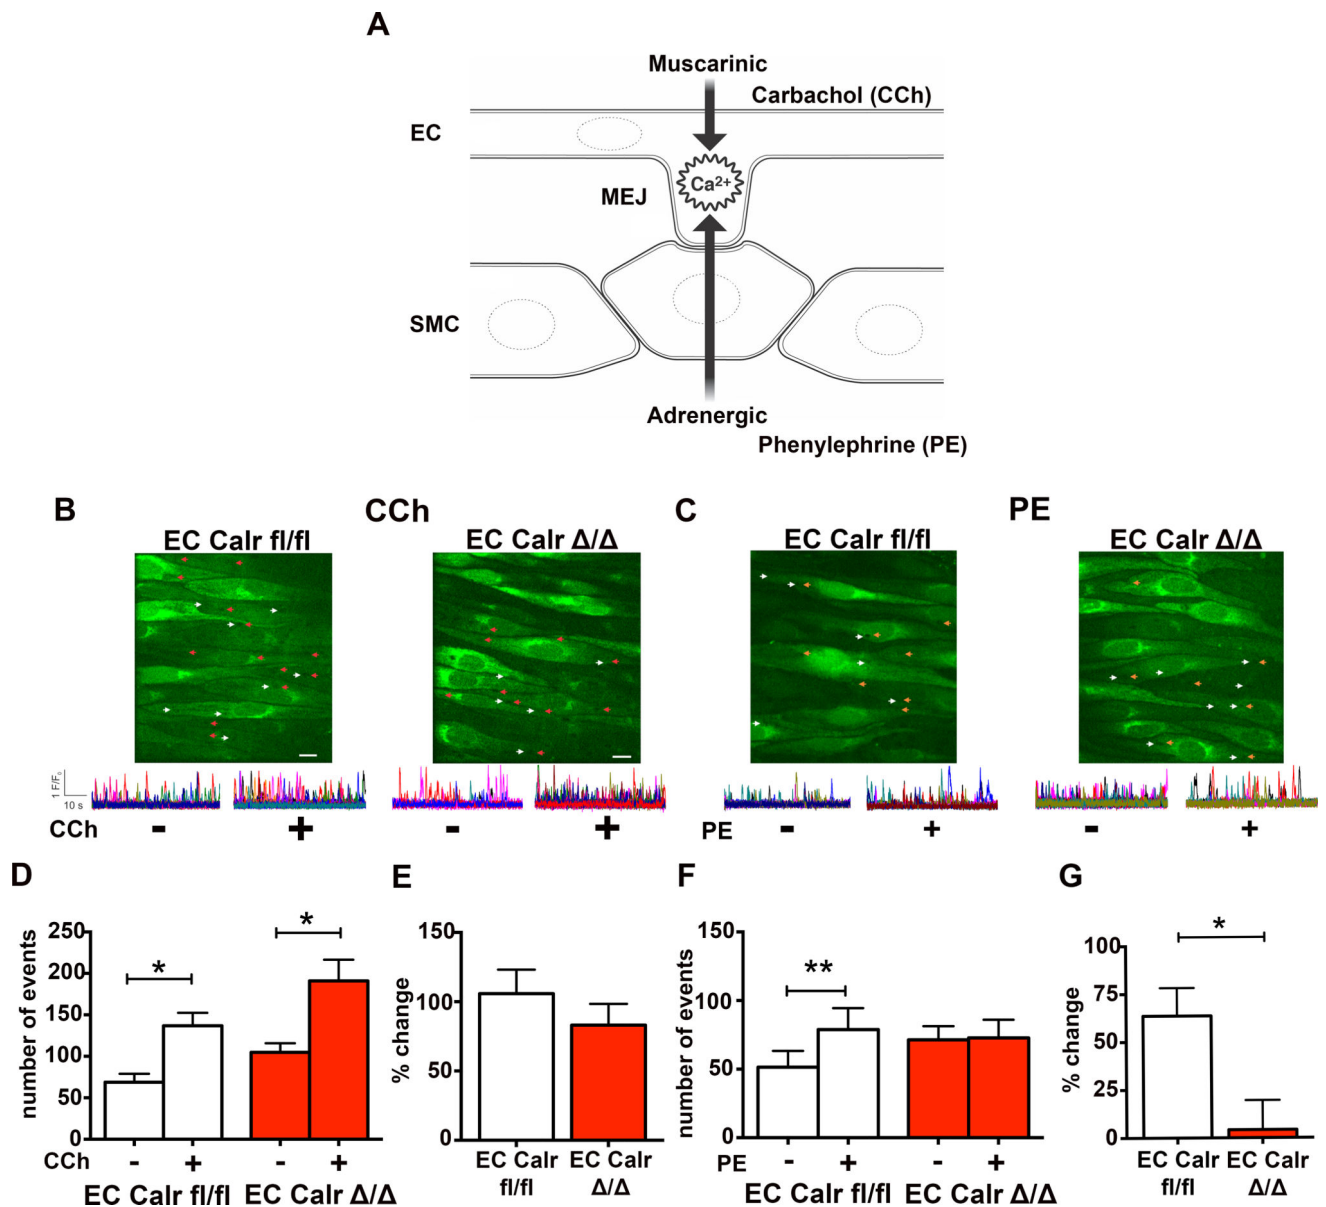 A
Muscarinic
Carbachol (CCh)
EC
Ca2+
MEJ
SMC
Adrenergic
Phenylephrine (PE)
B
CCh
C
PE
EC Calr fl/fl
EC Calr Δ/Δ
EC Calr fl/fl
EC Calr Δ/Δ
1 F/F0
10 s
CCh - + - +
PE - + - +
D
number of events
250
200
150
100
50
0
*
*
CCh - + - +
EC Calr fl/fl EC Calr Δ/Δ
E
% change
150
100
50
0
EC Calr fl/fl
EC Calr Δ/Δ
F
number of events
150
100
50
0
**
PE - + - +
EC Calr fl/fl EC Calr Δ/Δ
G
% change
100
75
50
25
0
*
EC Calr fl/fl
EC Calr Δ/Δ